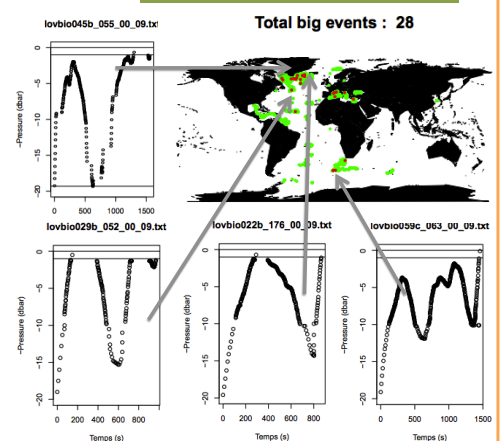 lovbio045b_055_00_09.txt
Total big events : 28
−Pressure (dbar)
0
−5
−10
−15
−20
0 500 1000 1500
lovbio029b_052_00_09.txt
lovbio022b_176_00_09.txt
lovbio059c_063_00_09.txt
−Pressure (dbar)
0
−5
−10
−15
−20
0 200 400 600 800
Temps (s)
−Pressure (dbar)
0
−5
−10
−15
−20
0 200 400 600 800
Temps (s)
−Pressure (dbar)
0
−5
−10
−15
−20
0 500 1000 1500
Temps (s)